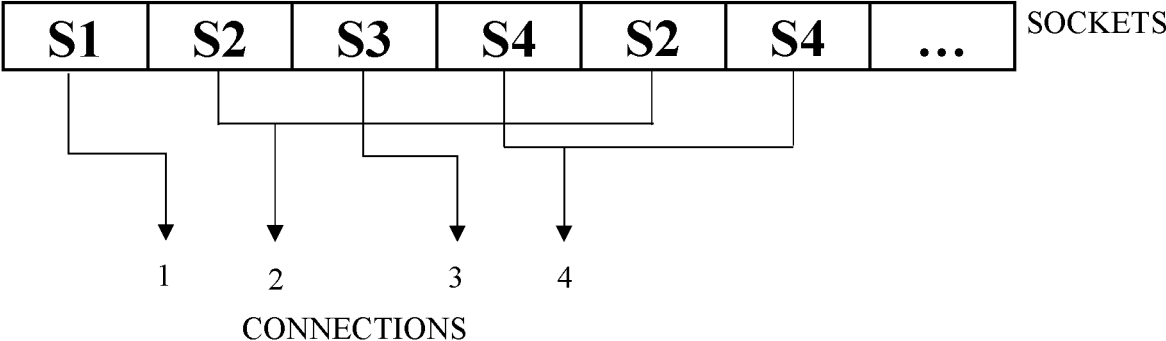 S1 S2 S3 S4 S2 S4 ... SOCKETS
1 2 3 4
CONNECTIONS